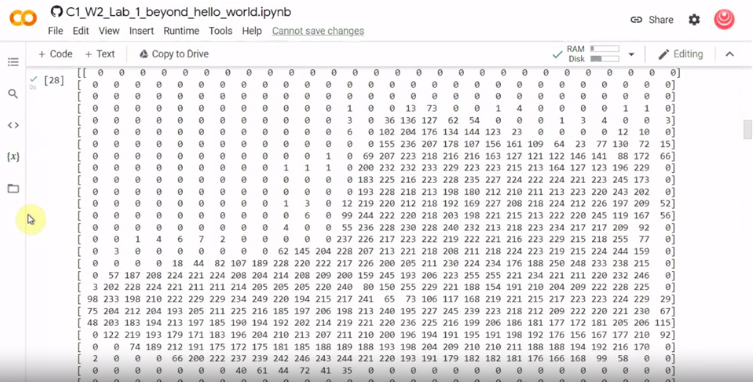 C1_W2_Lab_1_beyond_hello_world.ipynb
Share
File Edit View Insert Runtime Tools Help Cannot save changes
+ Code + Text Copy to Drive
RAM
Disk
Editing
[28]
0s
[[ 0 0 0 0 0 0 0 0 0 0 0 0 0 0 0 0 0 0 0 0 0 0 0 0 0 0 0 0]
[ 0 0 0 0 0 0 0 0 0 0 0 0 0 0 0 0 0 0 0 0 0 0 0 0 0 0 0 0]
[ 0 0 0 0 0 0 0 0 0 0 0 0 0 0 0 0 0 0 0 0 0 0 0 0 0 0 0 0]
[ 0 0 0 0 0 0 0 0 0 0 0 0 1 0 0 13 73 0 0 1 4 0 0 0 0 1 1 0]
[ 0 0 0 0 0 0 0 0 0 0 0 0 3 0 36 136 127 62 54 0 0 0 1 3 4 0 0 3]
[ 0 0 0 0 0 0 0 0 0 0 0 0 6 0 102 204 176 134 144 123 23 0 0 0 0 12 10 0]
[ 0 0 0 0 0 0 0 0 0 0 0 0 0 0 155 236 207 178 107 156 161 109 64 23 77 130 72 15]
[ 0 0 0 0 0 0 0 0 0 0 0 1 0 69 207 223 218 216 216 163 127 121 122 146 141 88 172 66]
[ 0 0 0 0 0 0 0 0 0 1 1 1 0 200 232 232 233 229 223 223 215 213 164 127 123 196 229 0]
[ 0 0 0 0 0 0 0 0 0 0 0 0 0 183 225 216 223 228 235 227 224 222 224 221 223 245 173 0]
[ 0 0 0 0 0 0 0 0 0 0 0 0 0 193 228 218 213 198 180 212 210 211 213 223 220 243 202 0]
[ 0 0 0 0 0 0 0 0 0 1 3 0 12 219 220 212 218 192 169 227 208 218 224 212 226 197 209 52]
[ 0 0 0 0 0 0 0 0 0 0 0 0 99 244 222 220 218 203 198 221 215 213 222 220 245 119 167 56]
[ 0 0 0 0 0 0 0 0 0 4 0 0 55 236 228 230 228 240 232 213 218 223 234 217 217 209 92 0]
[ 0 0 1 4 6 7 2 0 0 0 0 0 237 226 217 223 222 219 222 221 216 223 229 215 218 255 77 0]
[ 0 3 0 0 0 0 0 0 0 62 145 204 228 207 213 221 218 208 211 218 224 223 219 215 224 244 159 0]
[ 0 0 0 0 18 44 82 107 189 228 220 222 217 226 200 205 211 230 224 234 176 188 250 248 233 238 215 0]
[ 0 57 187 208 224 221 224 208 204 214 208 209 200 159 245 193 206 223 255 255 221 234 221 211 220 232 246 0]
[ 3 202 228 224 221 211 211 214 205 205 205 220 240 80 150 255 229 221 188 154 191 210 204 209 222 228 225 0]
[ 98 233 198 210 222 229 229 234 249 220 194 215 217 241 65 73 106 117 168 219 221 215 217 223 223 224 229 29]
[ 75 204 212 204 193 205 211 225 216 185 197 206 198 213 240 195 227 245 239 223 218 212 209 222 220 221 230 67]
[ 48 203 183 194 213 197 185 190 194 192 202 214 219 221 220 236 225 216 199 206 186 181 177 172 181 205 206 115]
[ 0 122 219 193 179 171 183 196 204 210 213 207 211 210 200 196 194 191 195 191 198 192 176 156 167 177 210 92]
[ 0 0 74 189 212 191 175 172 175 181 185 188 189 188 193 198 204 209 210 210 211 188 188 194 192 216 170 0]
[ 2 0 0 0 66 200 222 237 239 242 246 243 244 221 220 193 191 179 182 182 181 176 166 168 99 58 0 0]
[ 0 0 0 0 0 0 0 40 61 44 72 41 35 0 0 0 0 0 0 0 0 0 0 0 0 0 0 0]